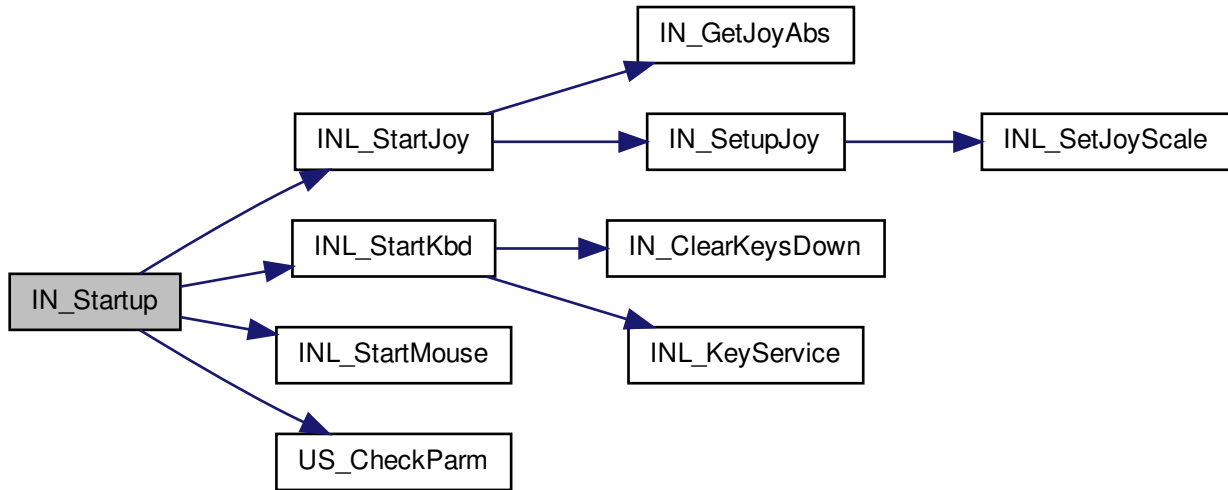 IN_GetJoyAbs
INL_StartJoy
IN_SetupJoy
INL_SetJoyScale
INL_StartKbd
IN_ClearKeysDown
IN_Startup
INL_StartMouse
INL_KeyService
US_CheckParm